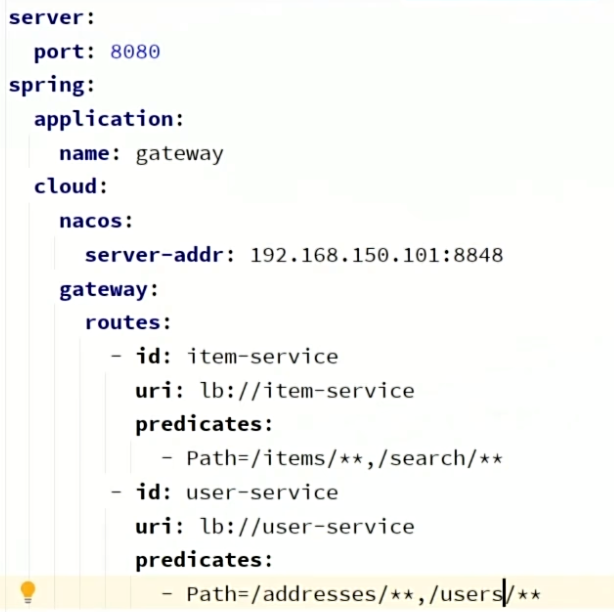 server:
  port: 8080
spring:
  application:
    name: gateway
  cloud:
    nacos:
      server-addr: 192.168.150.101:8848
    gateway:
      routes:
        - id: item-service
          uri: lb://item-service
          predicates:
            - Path=/items/**,/search/**
        - id: user-service
          uri: lb://user-service
          predicates:
            - Path=/addresses/**,/users/**